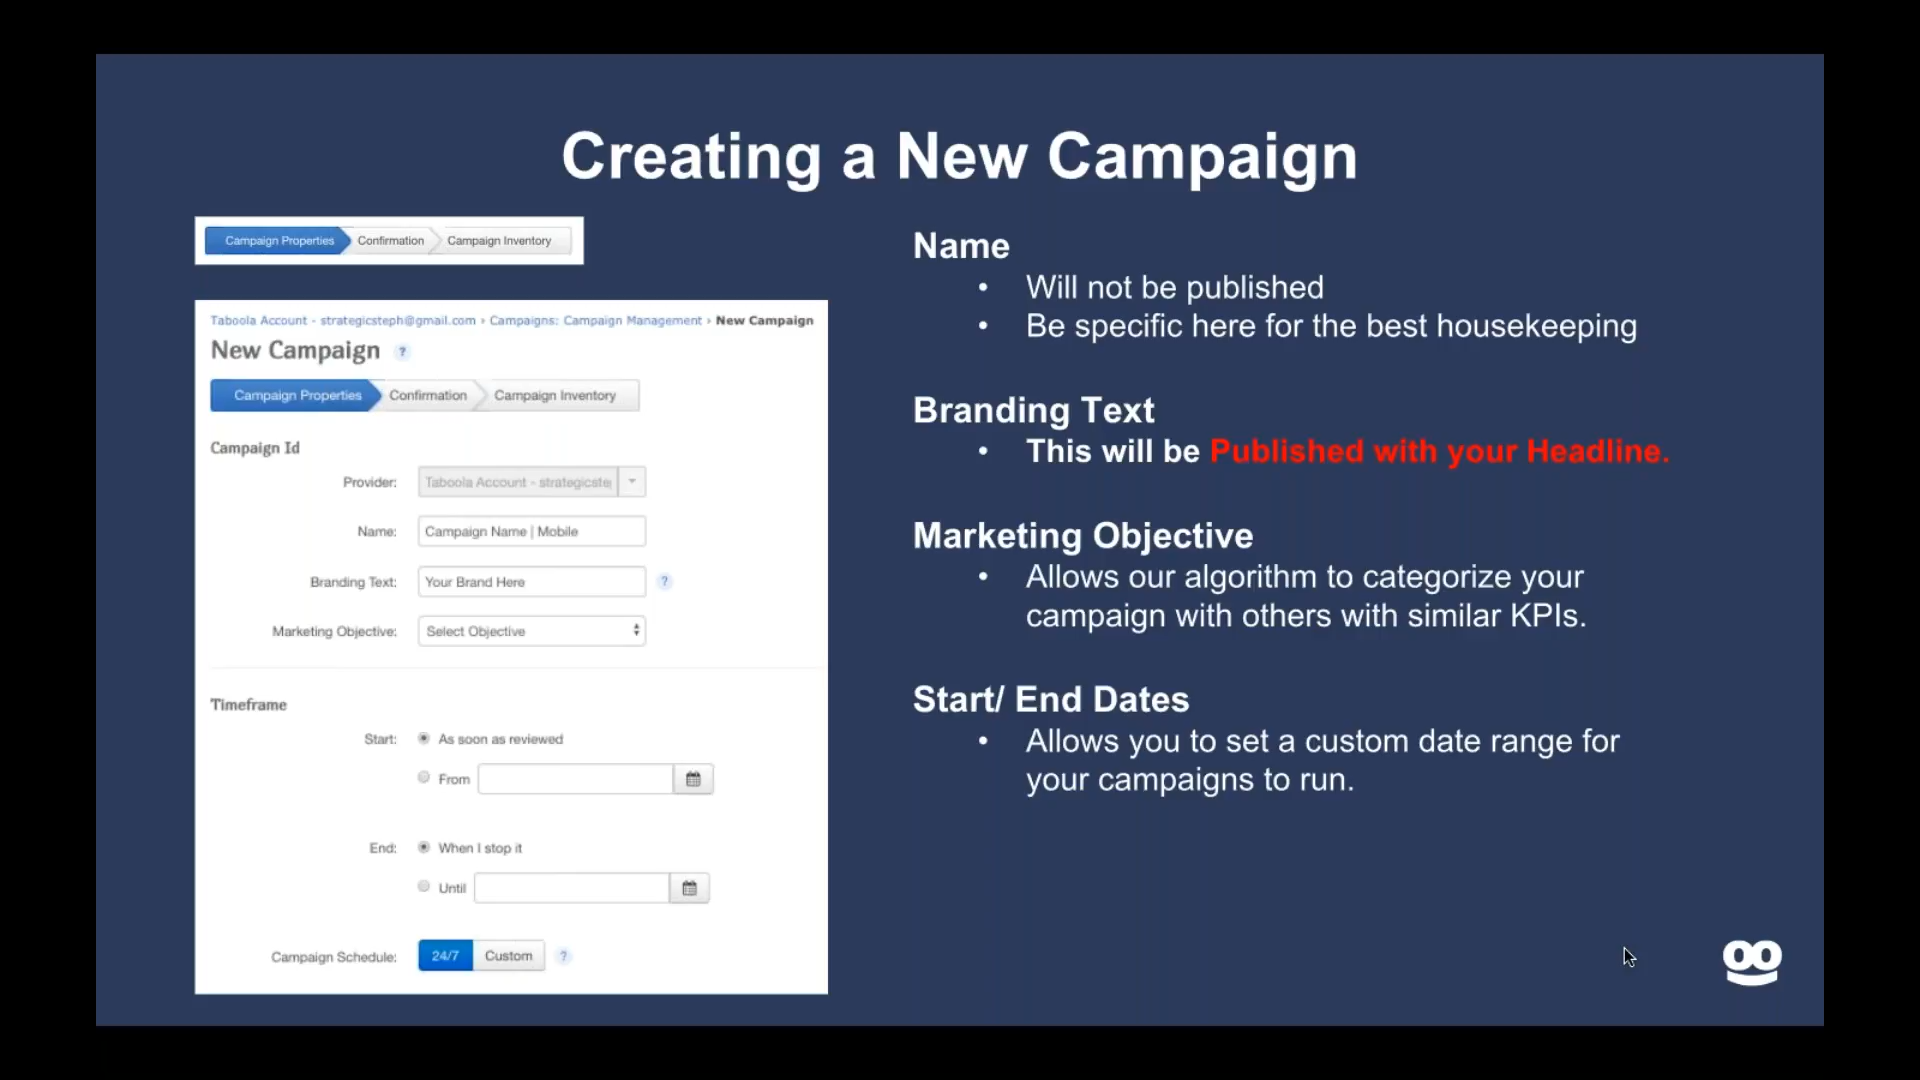 Creating a New Campaign
Campaign Properties Confirmation Campaign Inventory
Taboola Account - strategicsteph@gmail.com › Campaigns: Campaign Management › New Campaign
New Campaign ?
Campaign Properties Confirmation Campaign Inventory
Campaign Id
Provider: Taboola Account - strategicste
Name: Campaign Name | Mobile
Branding Text: Your Brand Here ?
Marketing Objective: Select Objective
Timeframe
Start: As soon as reviewed
From
End: When I stop it
Until
Campaign Schedule: 24/7 Custom ?
Name
• Will not be published
• Be specific here for the best housekeeping
Branding Text
• This will be Published with your Headline.
Marketing Objective
• Allows our algorithm to categorize your
campaign with others with similar KPIs.
Start/ End Dates
• Allows you to set a custom date range for
your campaigns to run.